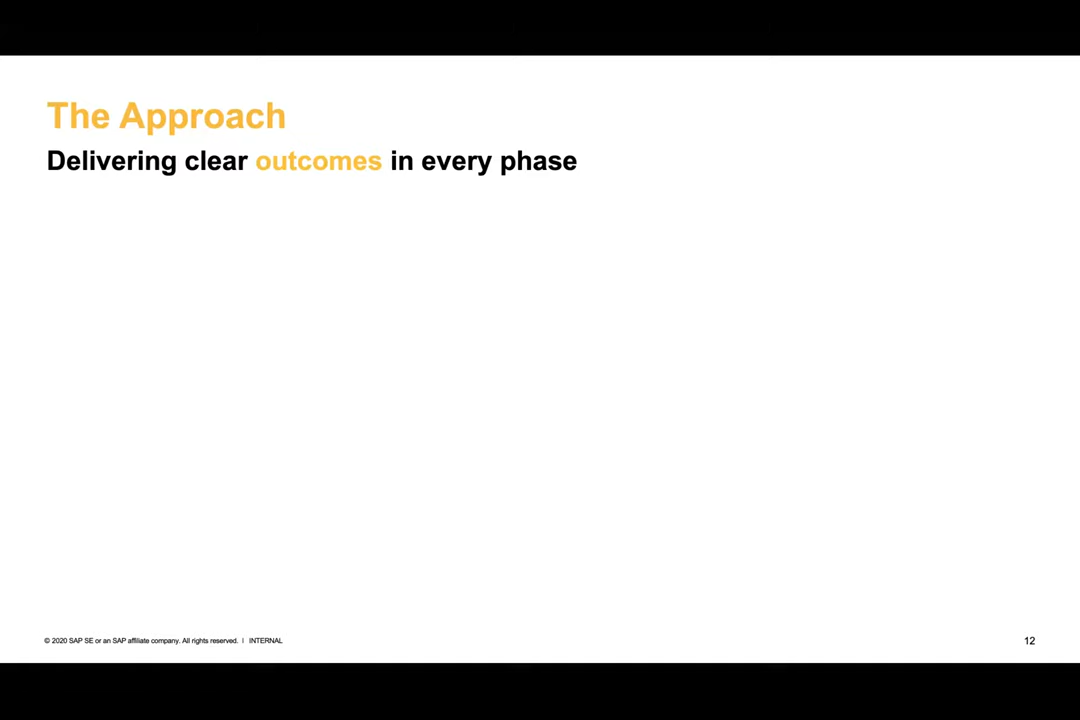 The Approach
Delivering clear outcomes in every phase
© 2020 SAP SE or an SAP affiliate company. All rights reserved. | INTERNAL
12